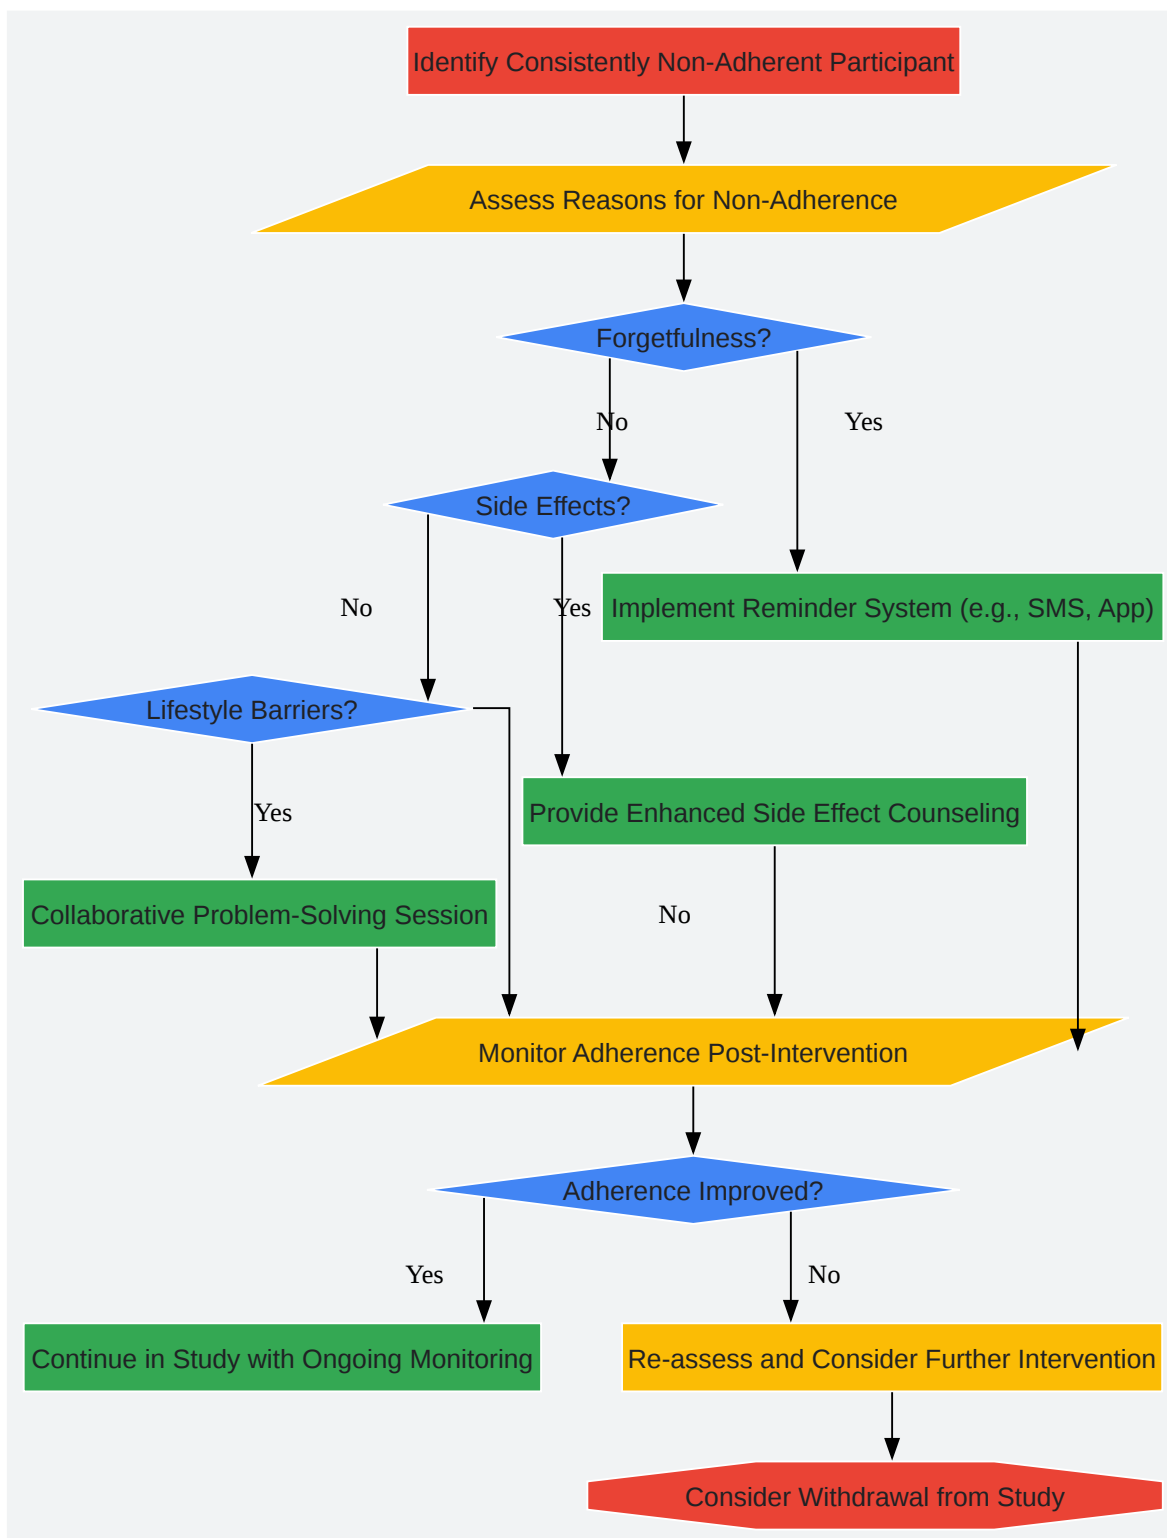 Identify Consistently Non-Adherent Participant
Assess Reasons for Non-Adherence
Forgetfulness?
No
Yes
Side Effects?
No
Yes
Implement Reminder System (e.g., SMS, App)
Lifestyle Barriers?
Yes
Provide Enhanced Side Effect Counseling
Collaborative Problem-Solving Session
No
Monitor Adherence Post-Intervention
Adherence Improved?
Yes
No
Continue in Study with Ongoing Monitoring
Re-assess and Consider Further Intervention
Consider Withdrawal from Study